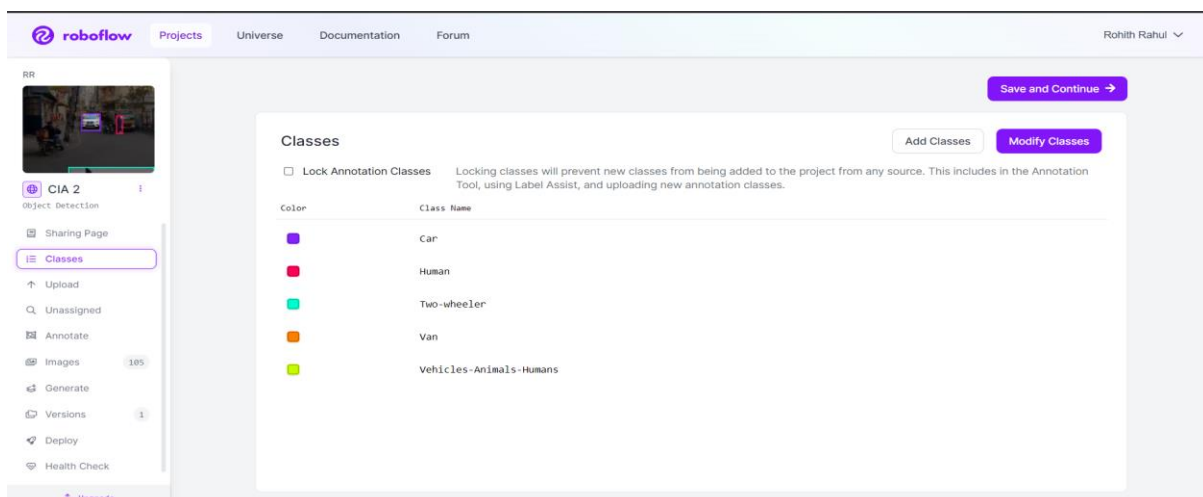 roboflow Projects Universe Documentation Forum Rohith Rahul
RR
CIA 2
Object Detection
Sharing Page
Classes
Upload
Unassigned
Annotate
Images 105
Generate
Versions 1
Deploy
Health Check
Save and Continue →
Classes
Add Classes Modify Classes
Lock Annotation Classes
Locking classes will prevent new classes from being added to the project from any source. This includes in the Annotation
Tool, using Label Assist, and uploading new annotation classes.
Color Class Name
Car
Human
Two-wheeler
Van
Vehicles-Animals-Humans